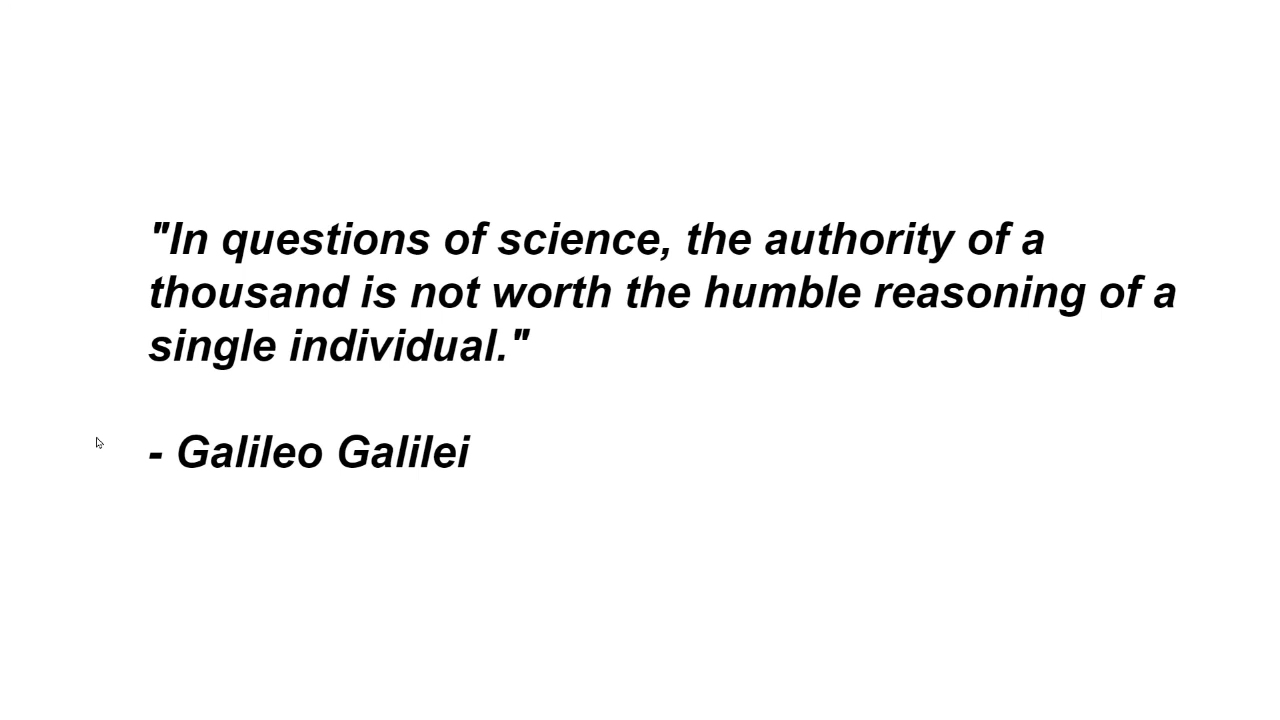 "In questions of science, the authority of a
thousand is not worth the humble reasoning of a
single individual."
- Galileo Galilei